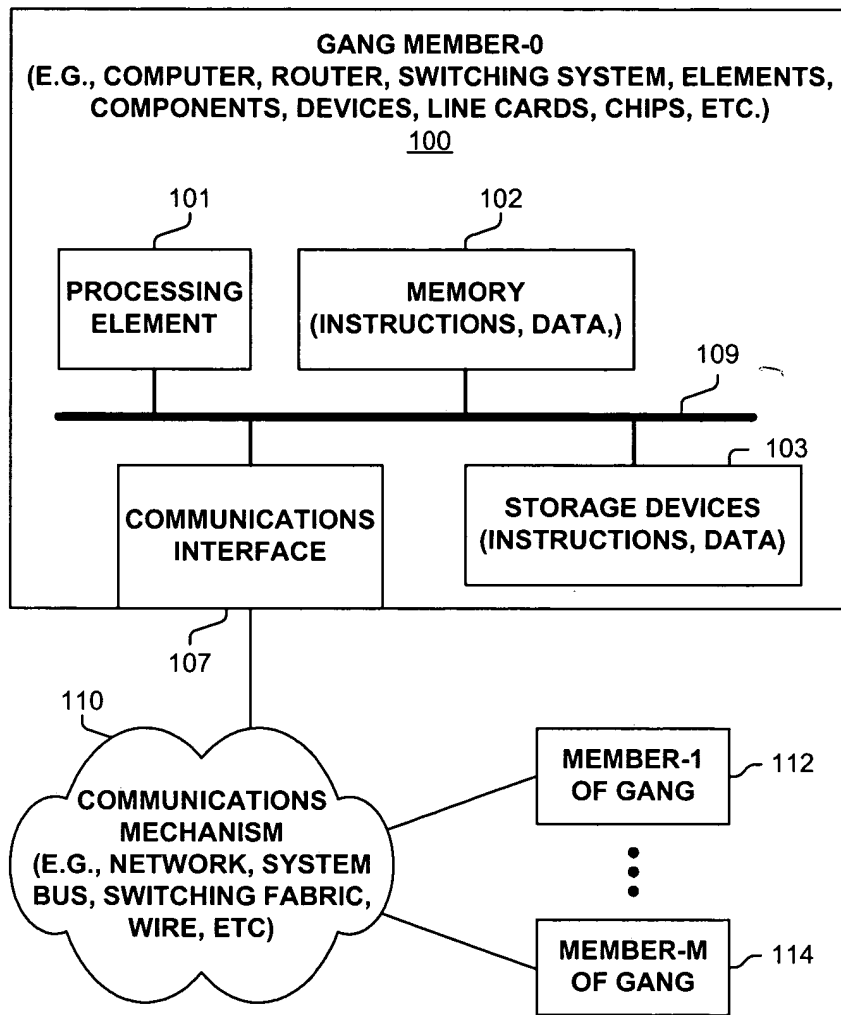 GANG MEMBER-0
(E.G., COMPUTER, ROUTER, SWITCHING SYSTEM, ELEMENTS,
COMPONENTS, DEVICES, LINE CARDS, CHIPS, ETC.)
100
101
102
PROCESSING
ELEMENT
MEMORY
(INSTRUCTIONS, DATA,)
109
103
COMMUNICATIONS
INTERFACE
STORAGE DEVICES
(INSTRUCTIONS, DATA)
107
110
COMMUNICATIONS
MECHANISM
(E.G., NETWORK, SYSTEM
BUS, SWITCHING FABRIC,
WIRE, ETC)
MEMBER-1
OF GANG
112
MEMBER-M
OF GANG
114